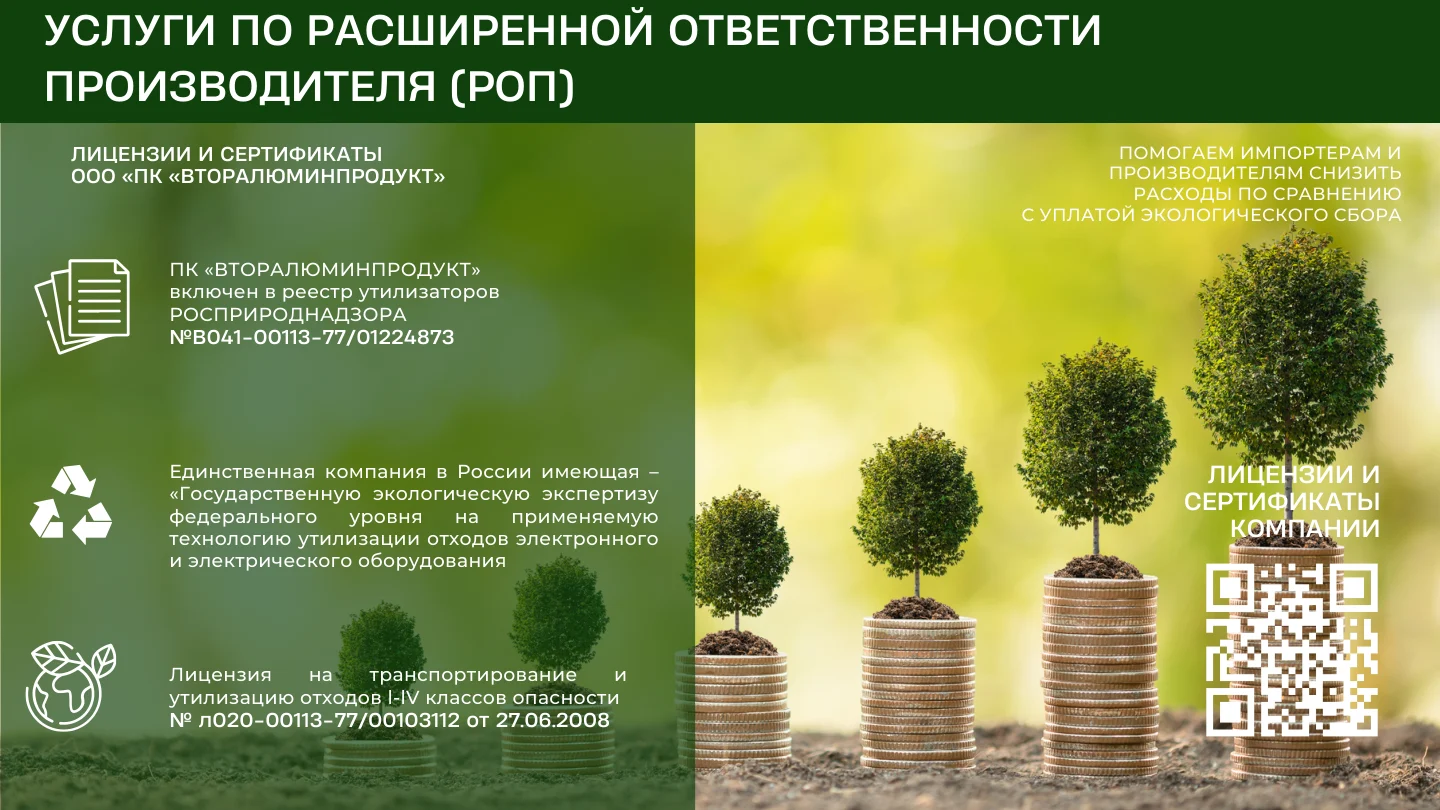 УСЛУГИ ПО РАСШИРЕННОЙ ОТВЕТСТВЕННОСТИ
ПРОИЗВОДИТЕЛЯ (РОП)
ЛИЦЕНЗИИ И СЕРТИФИКАТЫ
ООО «ПК «ВТОРАЛЮМИНПРОДУКТ»
ПК «ВТОРАЛЮМИНПРОДУКТ»
включен в реестр утилизаторов
РОСПРИРОДНАДЗОРА
№В041-00113-77/01224873
Единственная компания в России имеющая –
«Государственную экологическую экспертизу
федерального уровня на применяемую
технологию утилизации отходов электронного
и электрического оборудования
Лицензия на транспортирование и
утилизацию отходов I-IV классов опасности
№ л020-00113-77/00103112 от 27.06.2008
ПОМОГАЕМ ИМПОРТЕРАМ И
ПРОИЗВОДИТЕЛЯМ СНИЗИТЬ
РАСХОДЫ ПО СРАВНЕНИЮ
С УПЛАТОЙ ЭКОЛОГИЧЕСКОГО СБОРА
ЛИЦЕНЗИИ И
СЕРТИФИКАТЫ
КОМПАНИИ